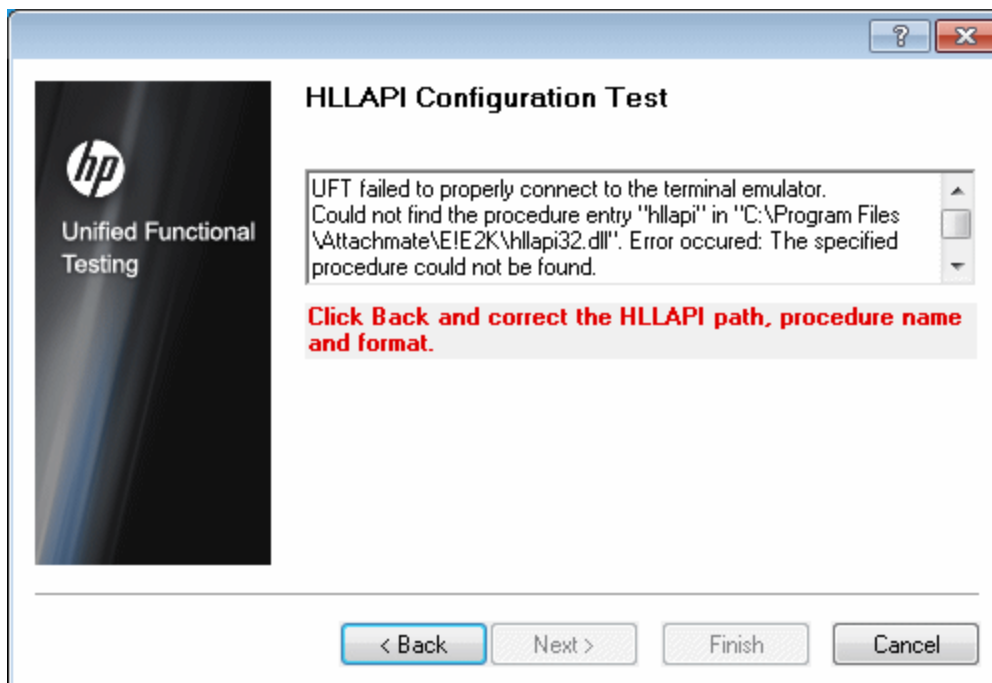 ?
HLLAPI Configuration Test
hp
Unified Functional
Testing
UFT failed to properly connect to the terminal emulator.
Could not find the procedure entry "hllapi" in "C:\Program Files
\Attachmate\E!E2K\hllapi32.dll". Error occured: The specified
procedure could not be found.
Click Back and correct the HLLAPI path, procedure name
and format.
< Back
Next >
Finish
Cancel